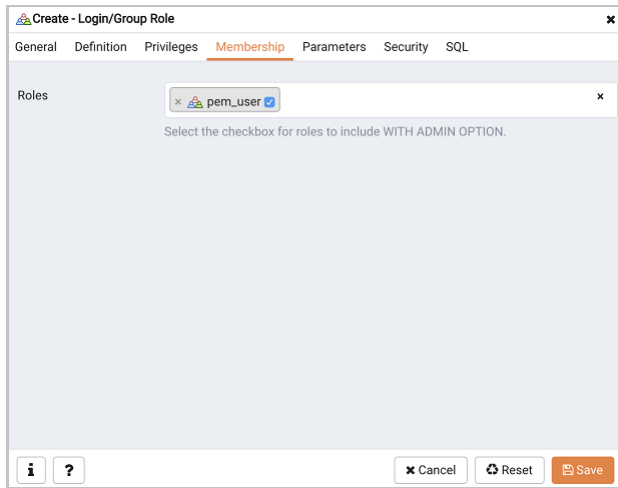 Create - Login/Group Role
General Definition Privileges Membership Parameters Security SQL
Roles
× pem_user
Select the checkbox for roles to include WITH ADMIN OPTION.
i ? Cancel Reset Save